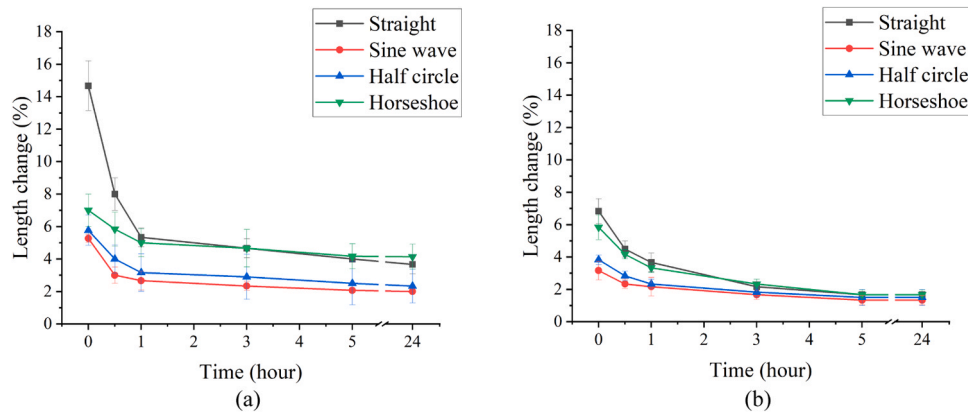 Straight
Sine wave
Half circle
Horseshoe
18
16
14
12
10
8
6
4
2
0
Length change (%)
0 1 2 3 4 5 24
Time (hour)
(a)
Straight
Sine wave
Half circle
Horseshoe
18
16
14
12
10
8
6
4
2
0
Length change (%)
0 1 2 3 4 5 24
Time (hour)
(b)